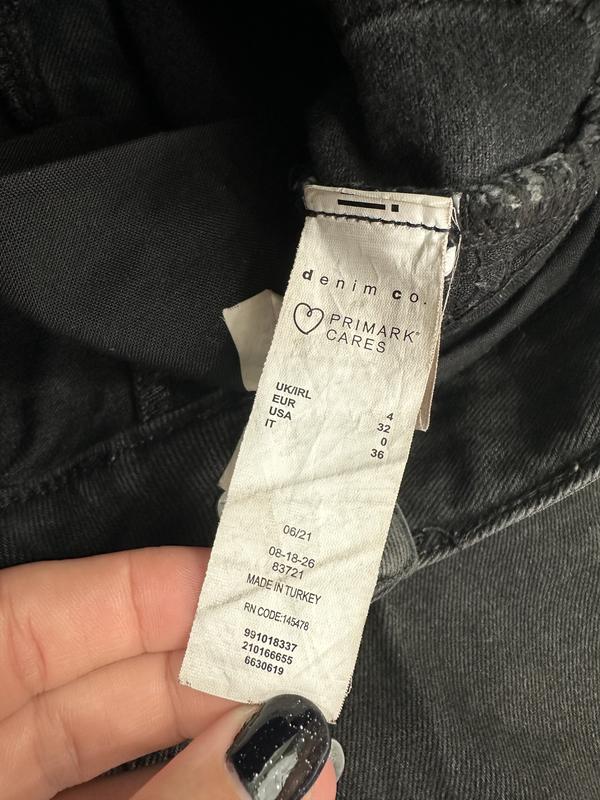 denim co.
PRIMARK®
CARES
UK/IRL 4
EUR 32
USA 0
IT 36
06/21
08-18-26
83721
MADE IN TURKEY
RN CODE:145478
991018337
210166655
6630619